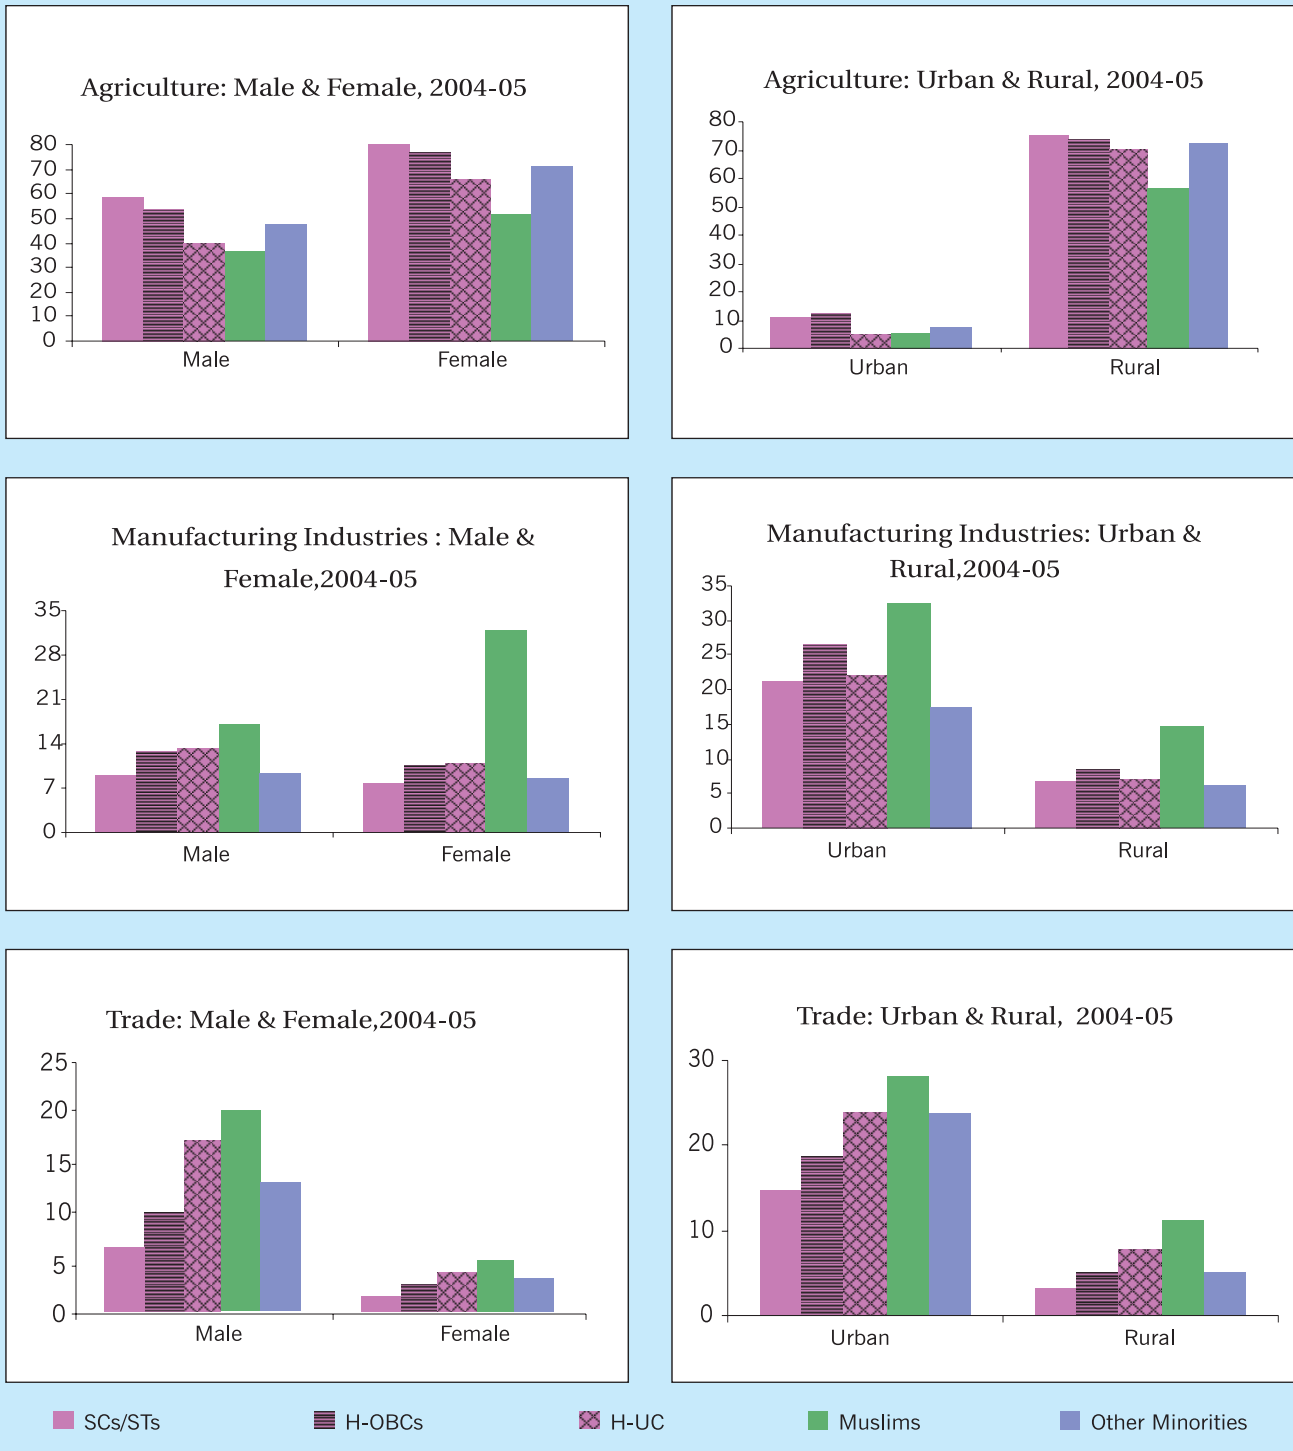 Agriculture: Male & Female, 2004-05
80
70
60
50
40
30
20
10
0
Male Female
Agriculture: Urban & Rural, 2004-05
80
70
60
50
40
30
20
10
0
Urban Rural
Manufacturing Industries : Male &
Female,2004-05
35
28
21
14
7
0
Male Female
Manufacturing Industries: Urban &
Rural,2004-05
35
30
25
20
15
10
5
0
Urban Rural
Trade: Male & Female,2004-05
25
20
15
10
5
0
Male Female
Trade: Urban & Rural, 2004-05
30
20
10
0
Urban Rural
SCs/STs H-OBCs H-UC Muslims Other Minorities